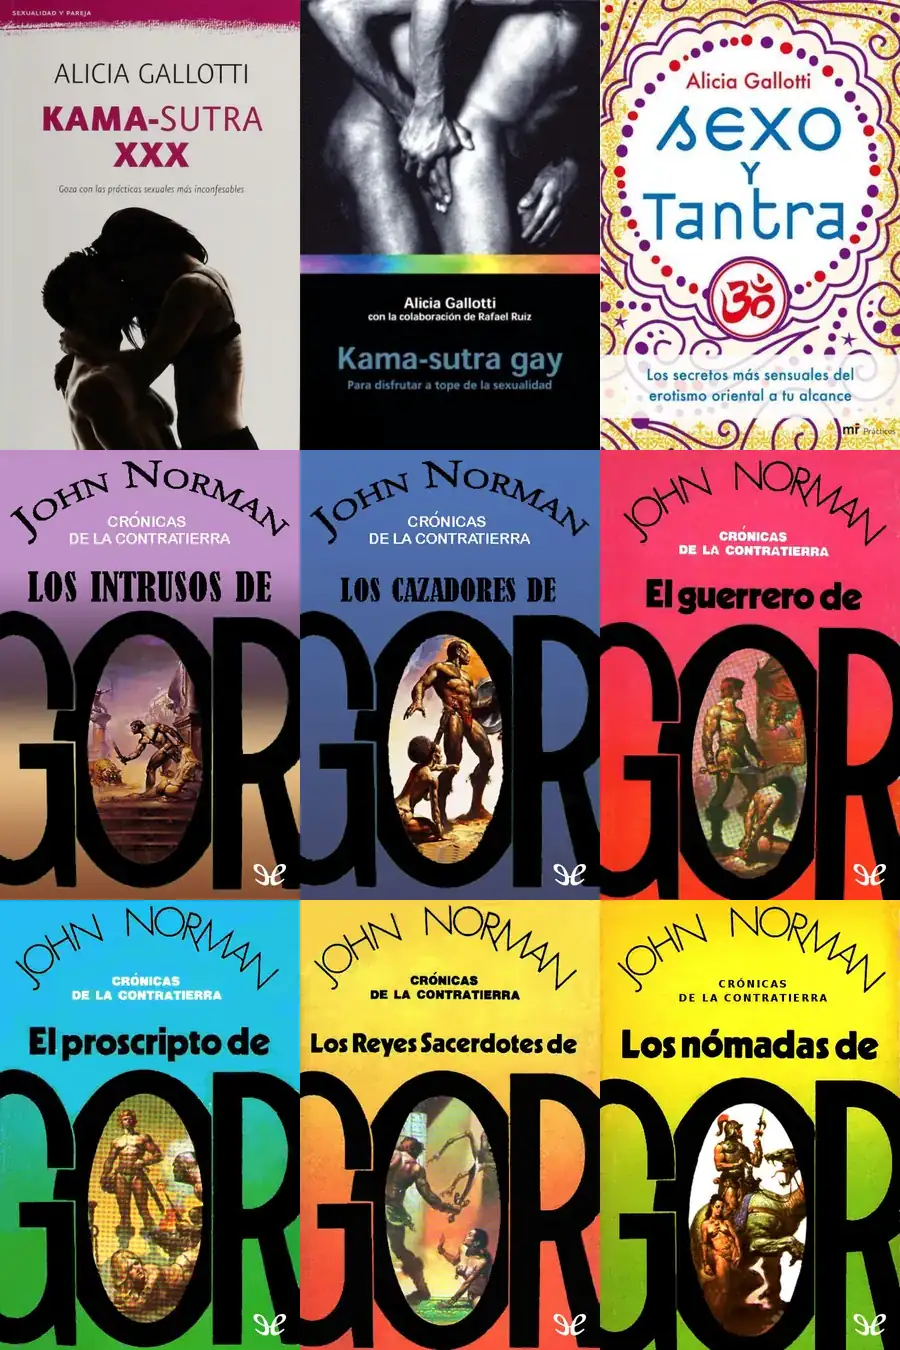 SEXUALIDAD Y PAREJA
ALICIA GALLOTTI
KAMA-SUTRA
XXX
Goza con las prácticas sexuales más inconfesables
Alicia Gallotti
con la colaboración de Rafael Ruiz
Kama-sutra gay
Para disfrutar a tope de la sexualidad
Alicia Gallotti
sexo
Y
Tantra
ॐ
Los secretos más sensuales del
erotismo oriental a tu alcance
mr Prácticos
JOHN NORMAN
CRÓNICAS
DE LA CONTRATIERRA
LOS INTRUSOS DE
GOR
JOHN NORMAN
CRÓNICAS
DE LA CONTRATIERRA
LOS CAZADORES DE
GOR
JOHN NORMAN
CRÓNICAS
DE LA CONTRATIERRA
El guerrero de
GOR
JOHN NORMAN
CRÓNICAS
DE LA CONTRATIERRA
El proscripto de
GOR
JOHN NORMAN
CRÓNICAS
DE LA CONTRATIERRA
Los Reyes Sacerdotes de
GOR
JOHN NORMAN
CRÓNICAS
DE LA CONTRATIERRA
Los nómadas de
GOR